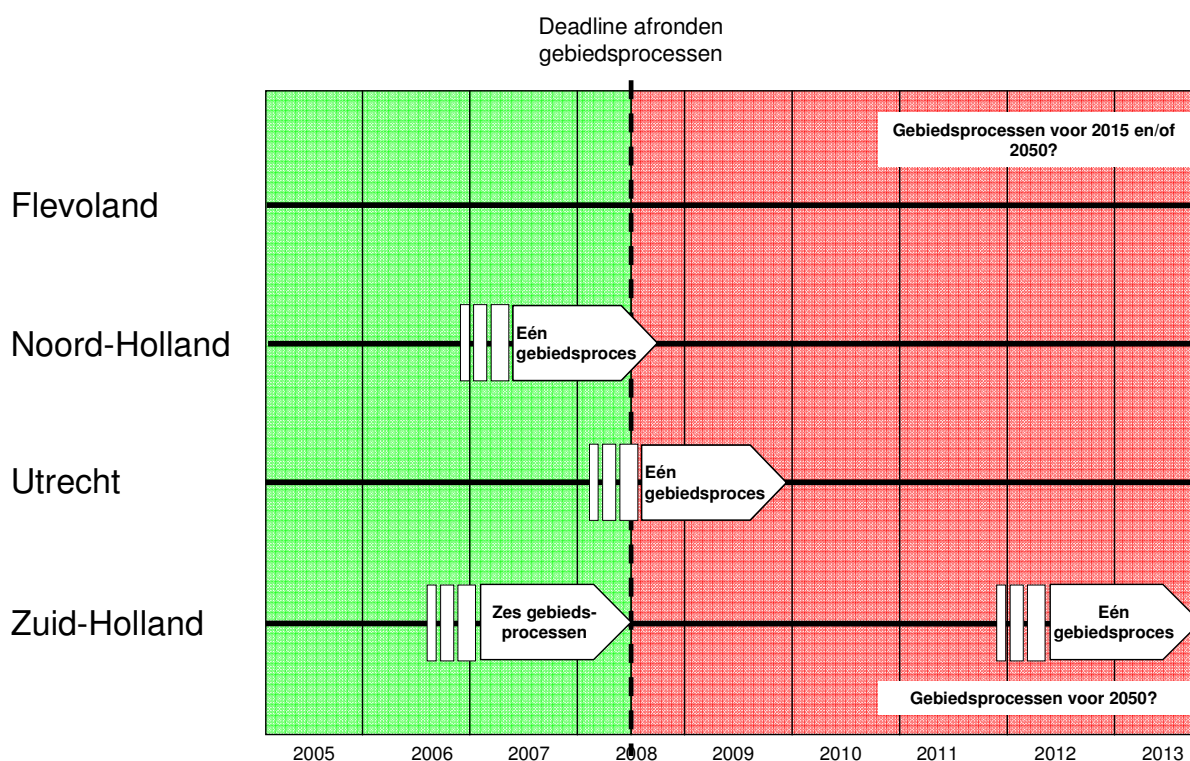 Deadline afronden
gebiedsprocessen
Gebiedsprocessen voor 2015 en/of
2050?
Flevoland
Noord-Holland
Eén
gebiedsproces
Utrecht
Eén
gebiedsproces
Zuid-Holland
Zes gebieds-
processen
Eén
gebiedsproces
Gebiedsprocessen voor 2050?
2005 2006 2007 2008 2009 2010 2011 2012 2013